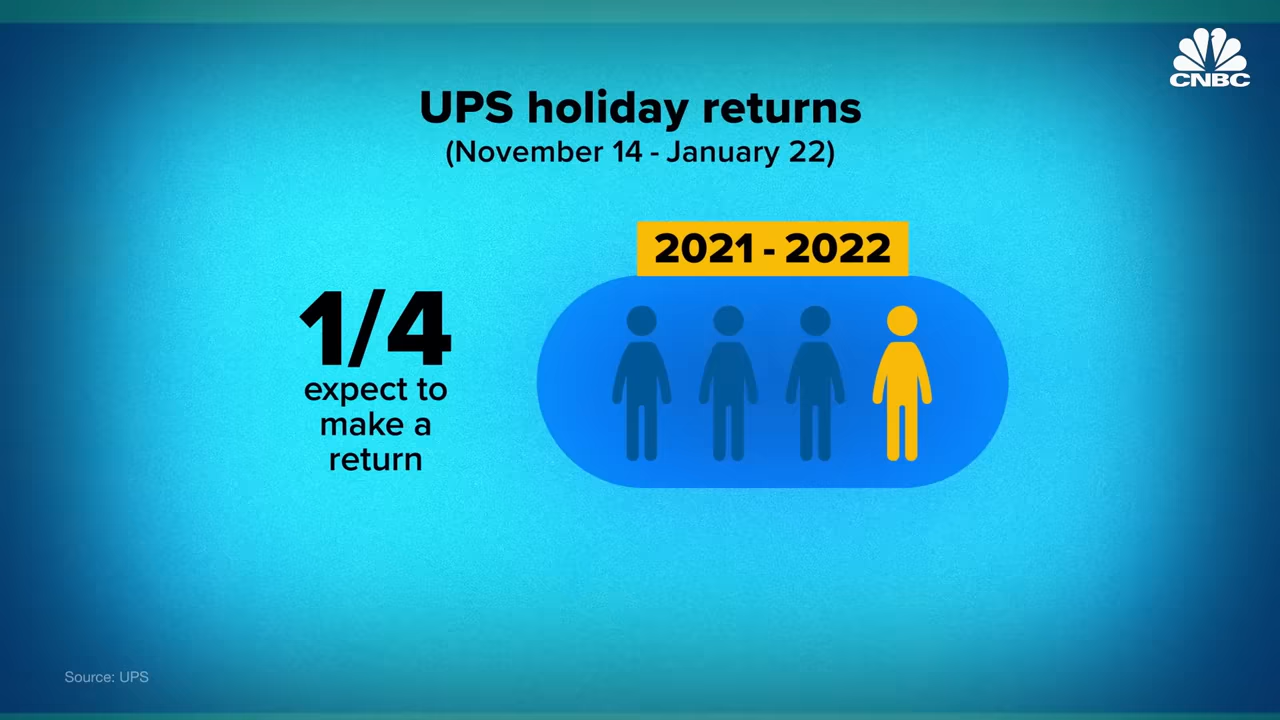 CNBC
UPS holiday returns
(November 14 - January 22)
2021 - 2022
1/4
expect to
make a
return
Source: UPS